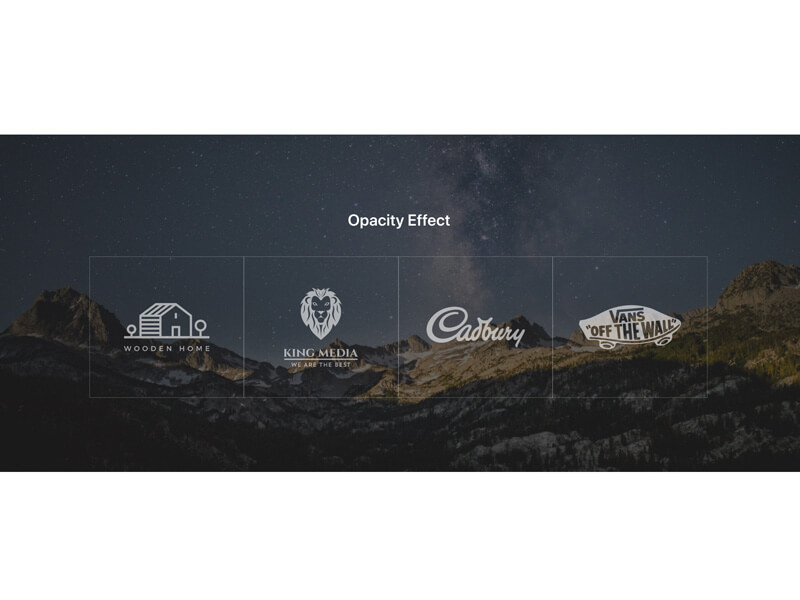 Opacity Effect
WOODEN HOME
KING MEDIA
WE ARE THE BEST
Cadbury
VANS
"OFF THE WALL"